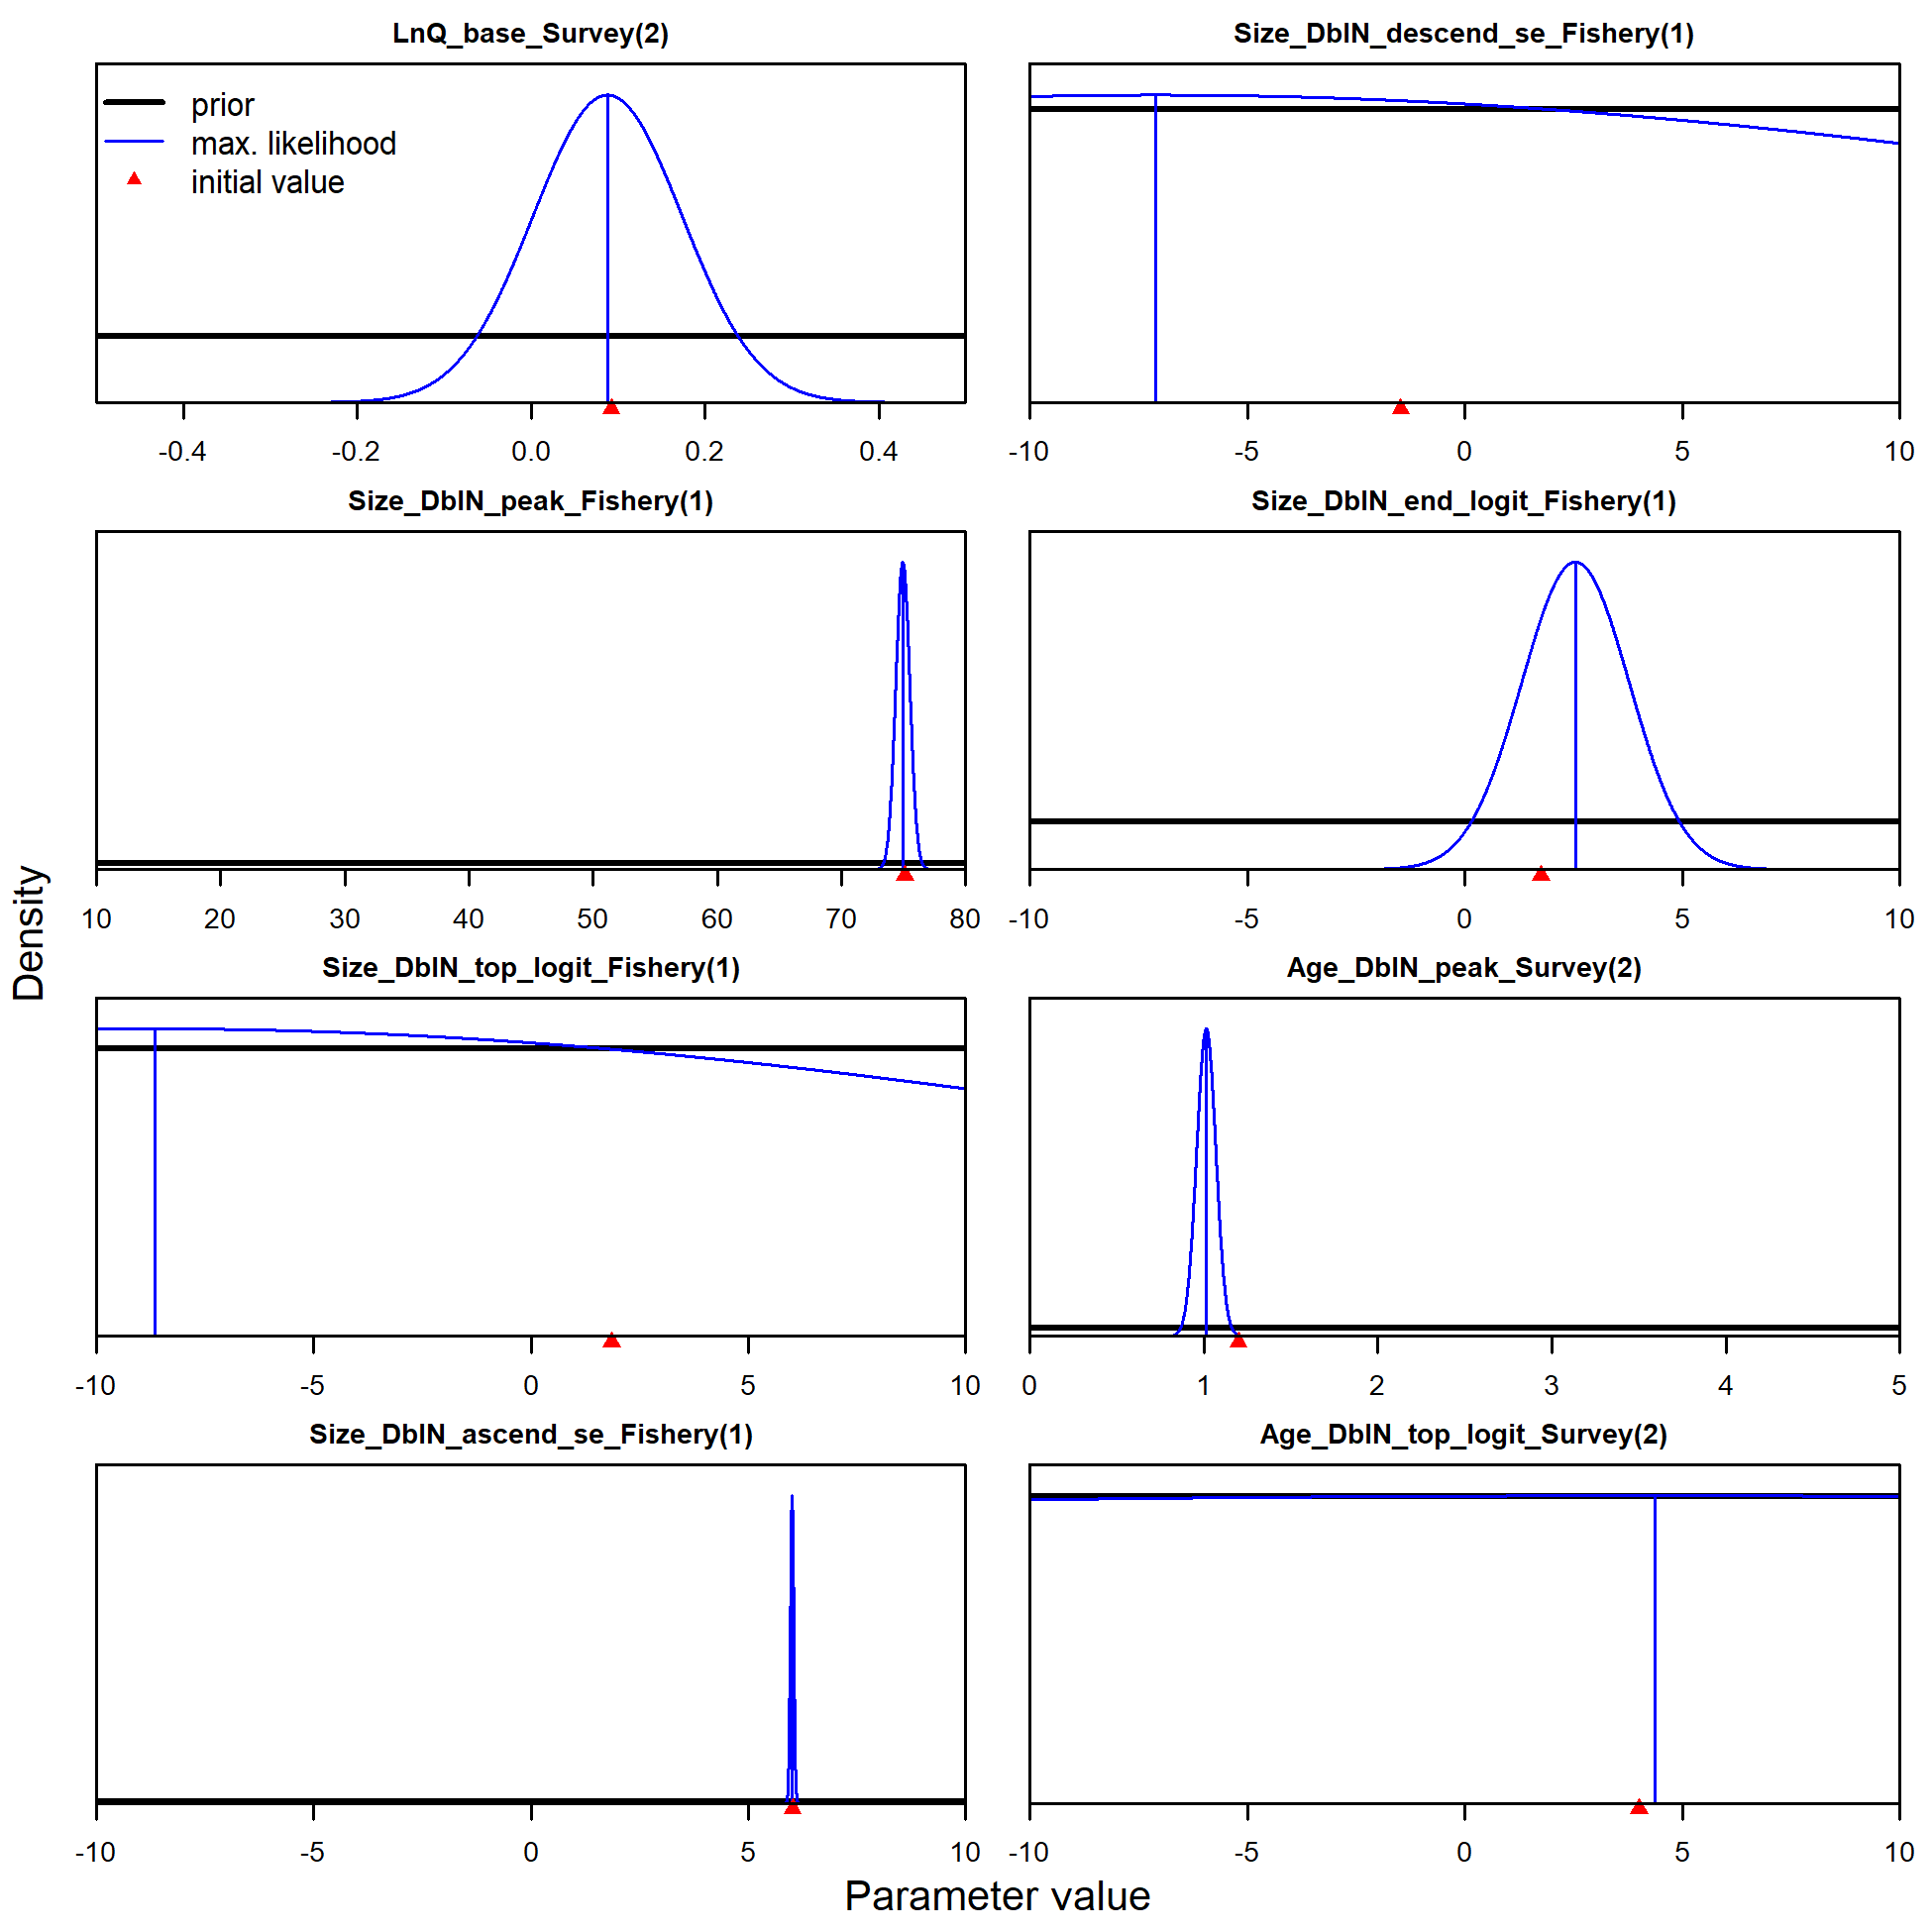 LnQ_base_Survey(2)
prior
max. likelihood
initial value
-0.4 -0.2 0.0 0.2 0.4
Size_DblN_descend_se_Fishery(1)
-10 -5 0 5 10
Size_DblN_peak_Fishery(1)
10 20 30 40 50 60 70 80
Size_DblN_end_logit_Fishery(1)
-10 -5 0 5 10
Size_DblN_top_logit_Fishery(1)
-10 -5 0 5 10
Age_DblN_peak_Survey(2)
0 1 2 3 4 5
Size_DblN_ascend_se_Fishery(1)
-10 -5 0 5 10
Age_DblN_top_logit_Survey(2)
-10 -5 0 5 10
Density
Parameter value